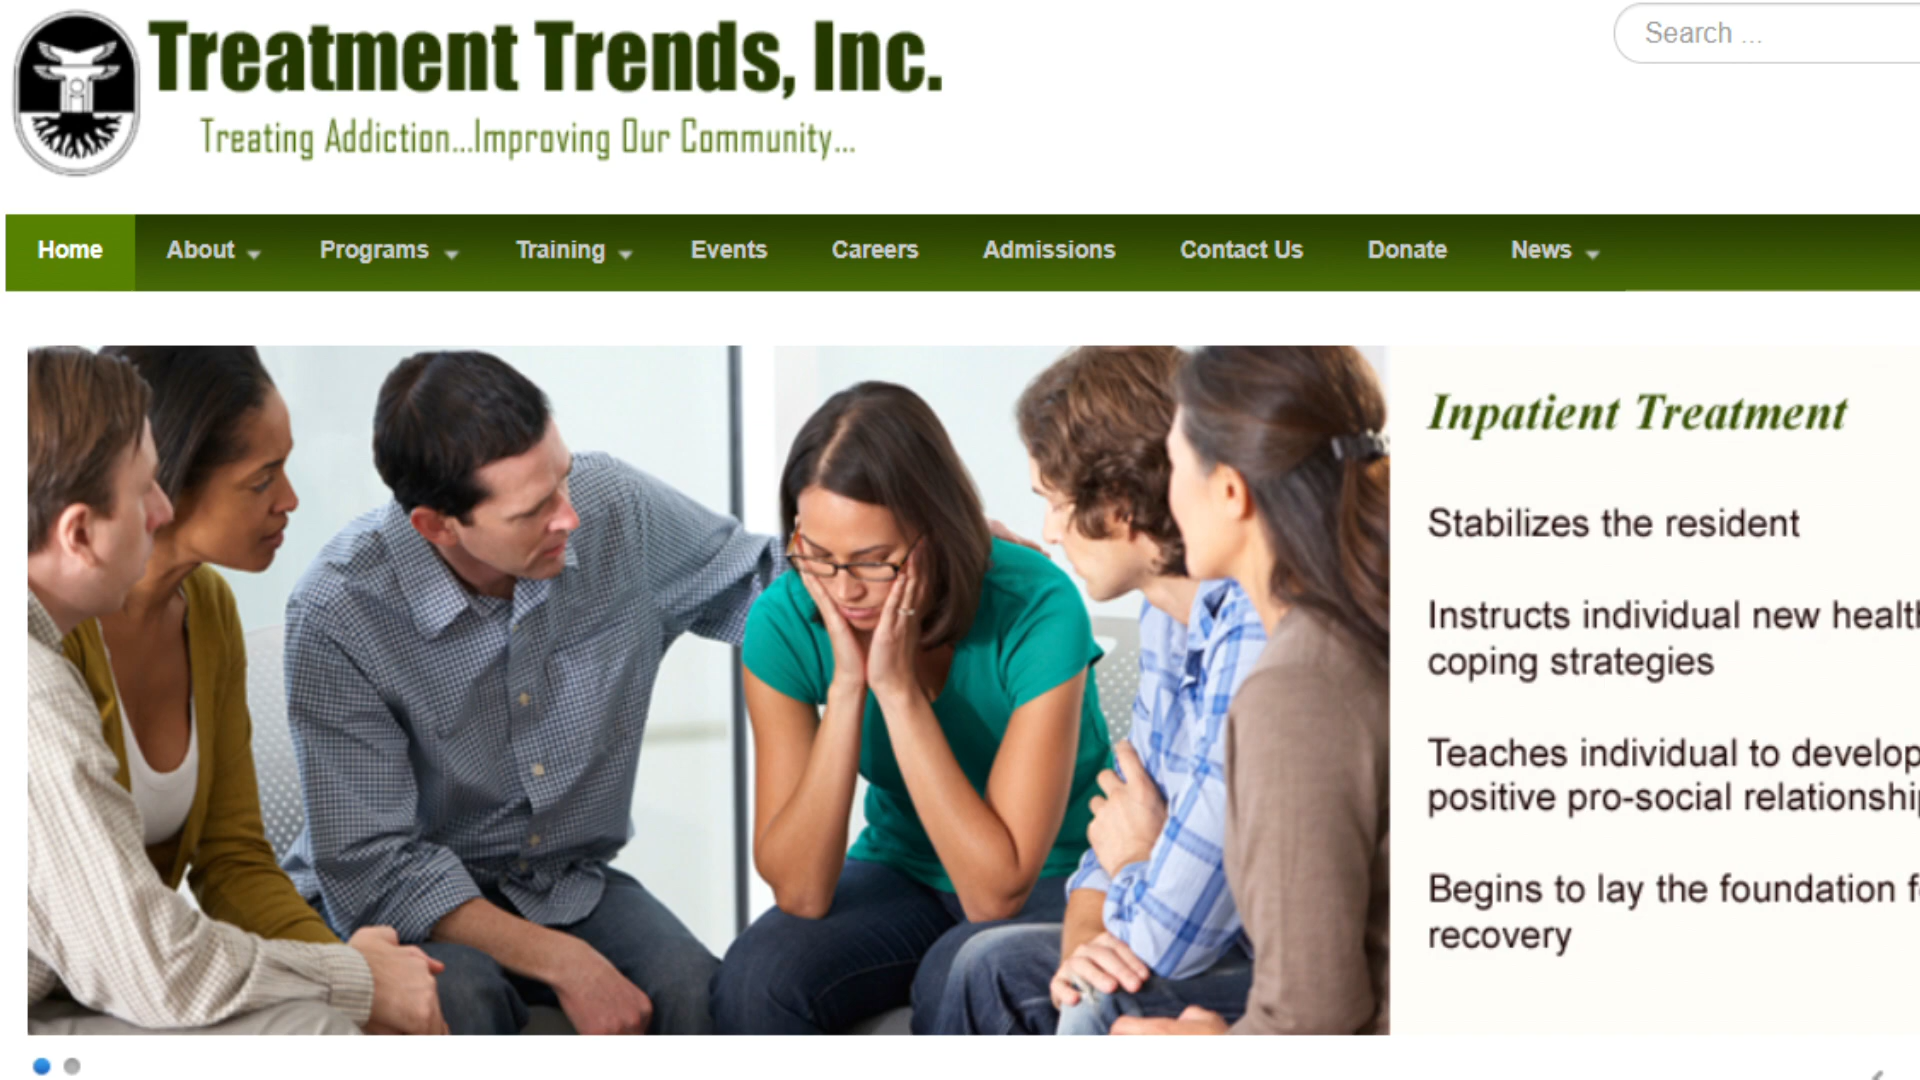 Treatment Trends, Inc.
Search ...
Treating Addiction...Improving Our Community...
Home About Programs Training Events Careers Admissions Contact Us Donate News
Inpatient Treatment
Stabilizes the resident
Instructs individual new
coping strategies
Teaches individual to develop
positive pro-social
Begins to lay the foundation
recovery